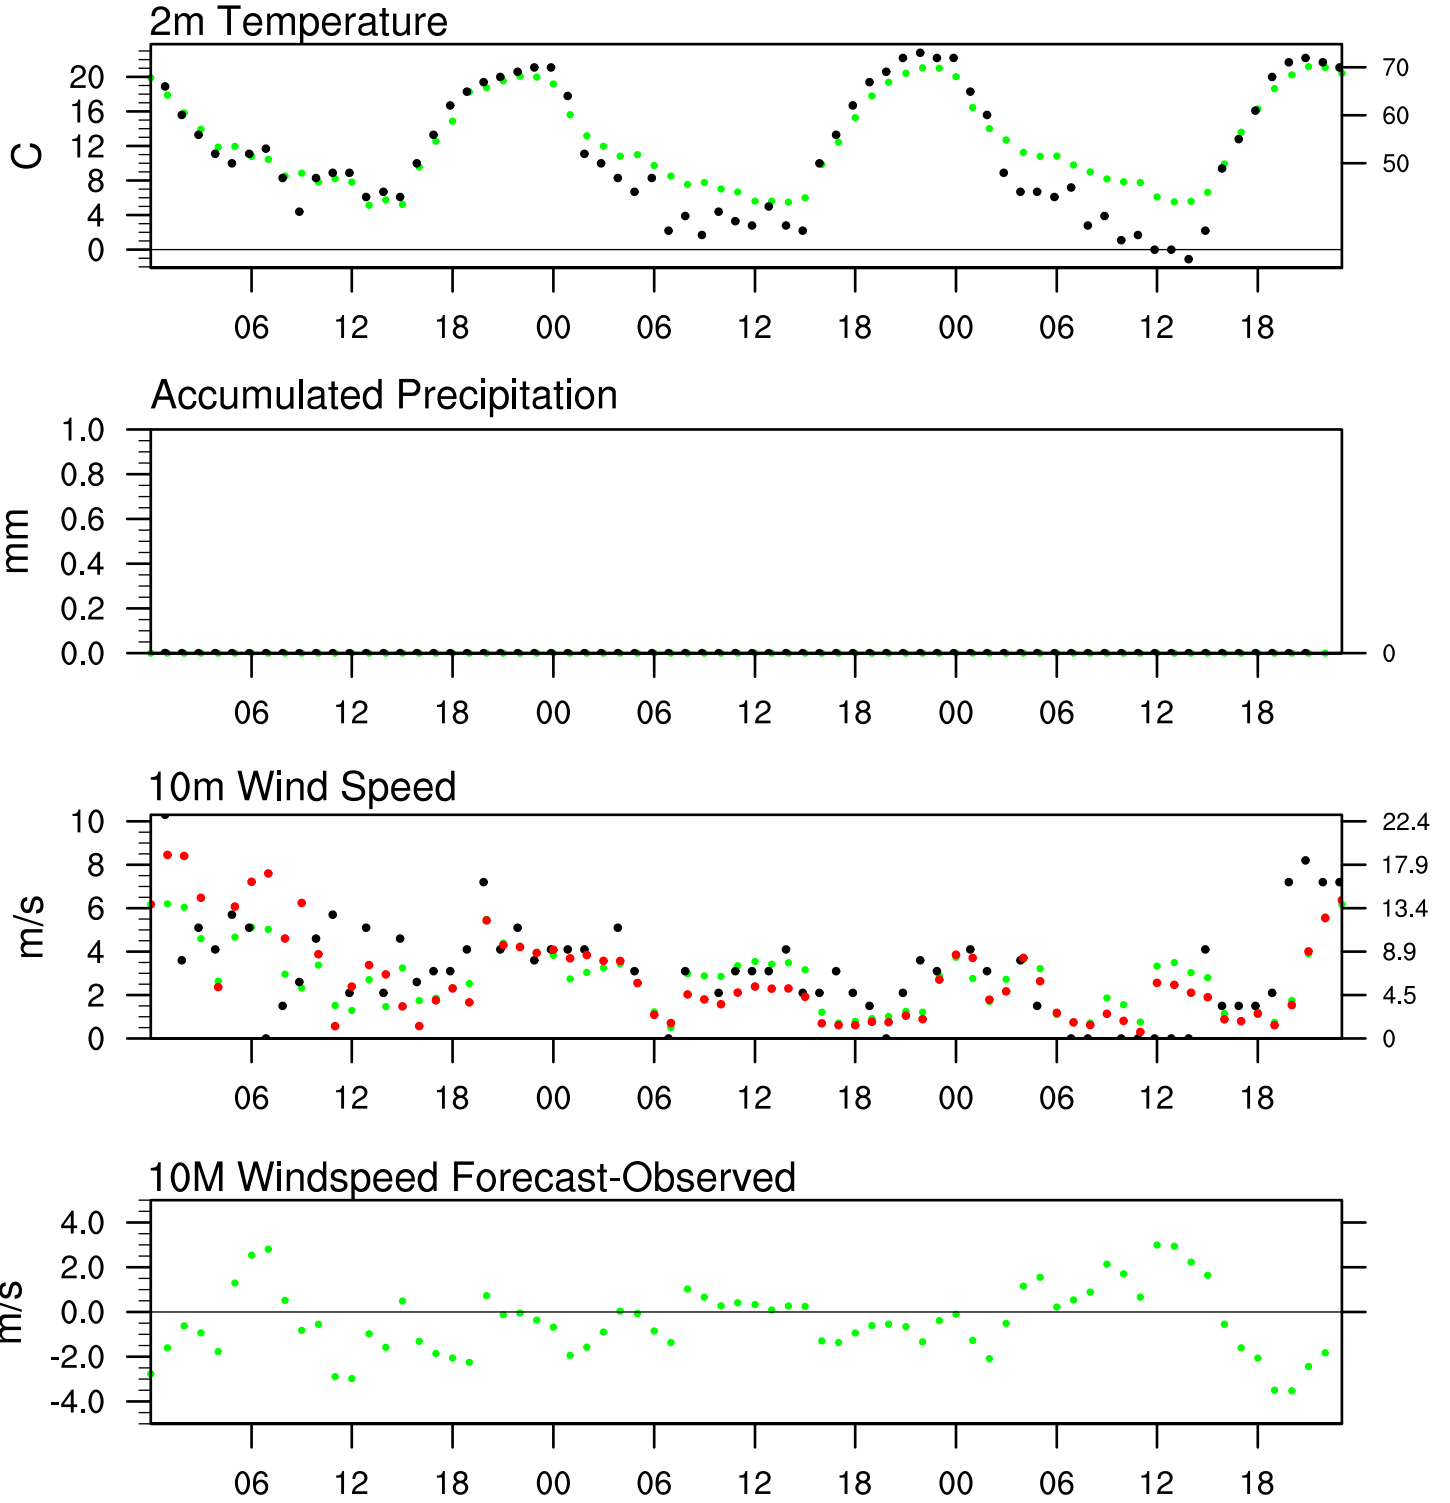 2m Temperature
20
16
12
8
4
0
C
70
60
50
06 12 18 00 06 12 18 00 06 12 18
Accumulated Precipitation
1.0
0.8
0.6
0.4
0.2
0.0
mm
0
06 12 18 00 06 12 18 00 06 12 18
10m Wind Speed
10
8
6
4
2
0
m/s
22.4
17.9
13.4
8.9
4.5
0
06 12 18 00 06 12 18 00 06 12 18
10M Windspeed Forecast-Observed
4.0
2.0
0.0
-2.0
-4.0
m/s
06 12 18 00 06 12 18 00 06 12 18